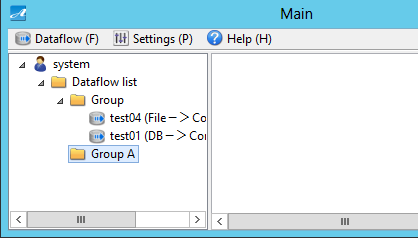 Main
Dataflow (F) Settings (P) Help (H)
system
Dataflow list
Group
test04 (File－＞Co
test01 (DB－＞Co
Group A